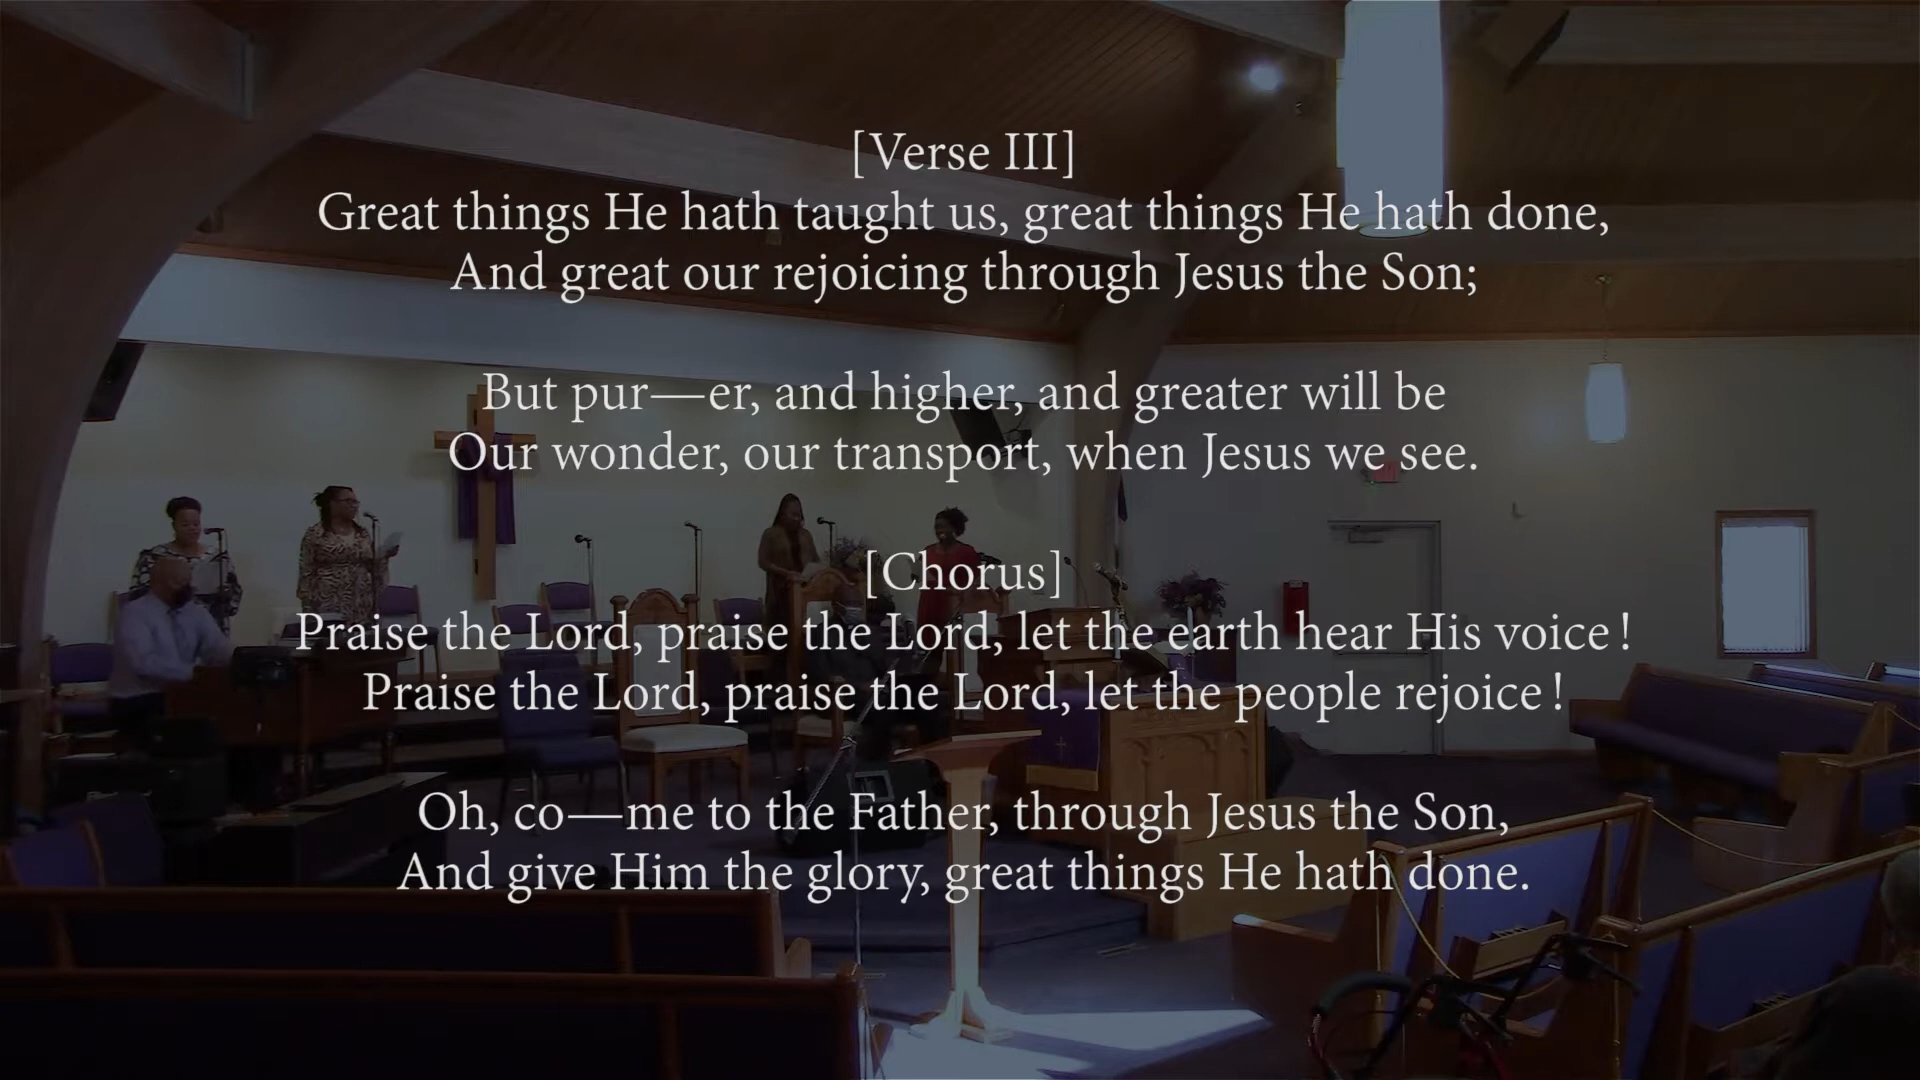 [Verse III]
Great things He hath taught us, great things He hath done,
And great our rejoicing through Jesus the Son;
But pur—er, and higher, and greater will be
Our wonder, our transport, when Jesus we see.
[Chorus]
Praise the Lord, praise the Lord, let the earth hear His voice !
Praise the Lord, praise the Lord, let the people rejoice !
Oh, co—me to the Father, through Jesus the Son,
And give Him the glory, great things He hath done.